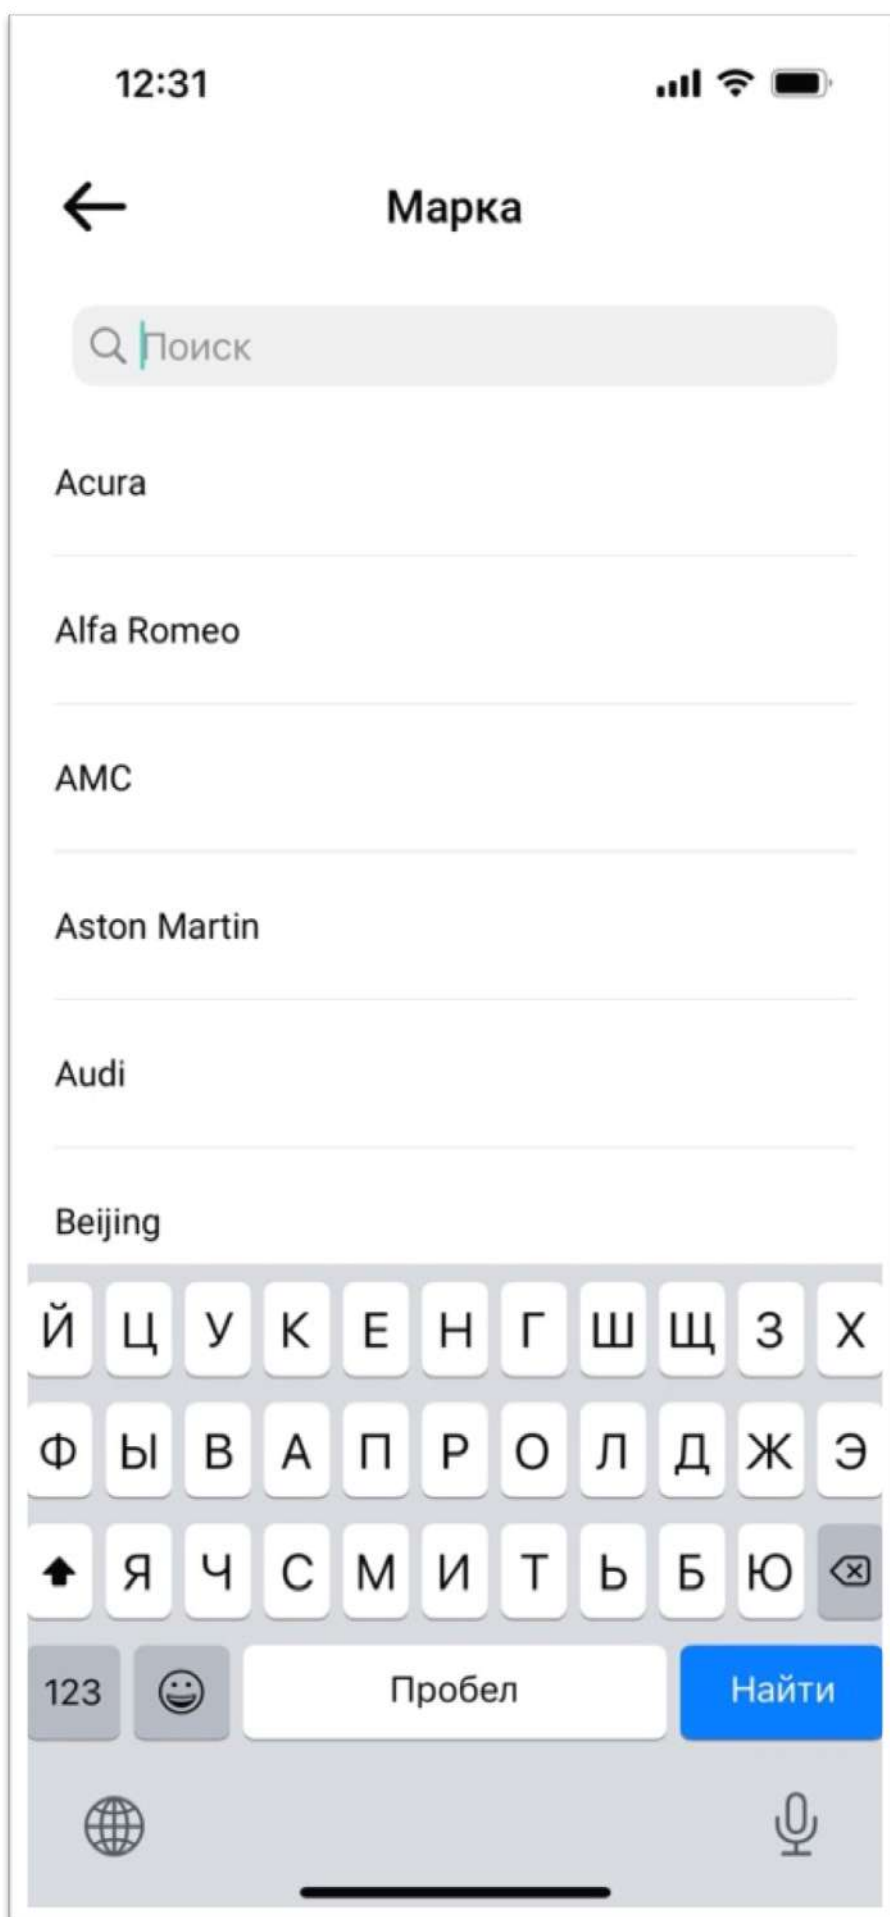 12:31
Марка
Поиск
Acura
Alfa Romeo
AMC
Aston Martin
Audi
Beijing
Й Ц У К Е Н Г Ш Щ З Х
Ф Ы В А П Р О Л Д Ж Э
Я Ч С М И Т Ь Б Ю
123 Пробел Найти